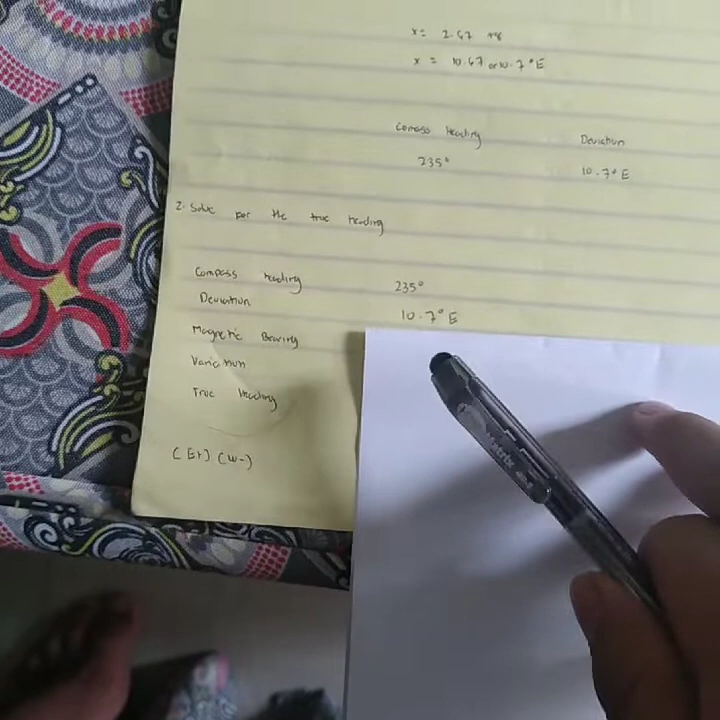 x = 2.67 + 8
x = 10.67 or 10.7° E
Compass heading Deviation
235° 10.7° E
2. Solve for the true heading
Compass heading 235°
Deviation 10.7° E
Magnetic Bearing
Variation
True heading
(E+) (W-)
Matrix